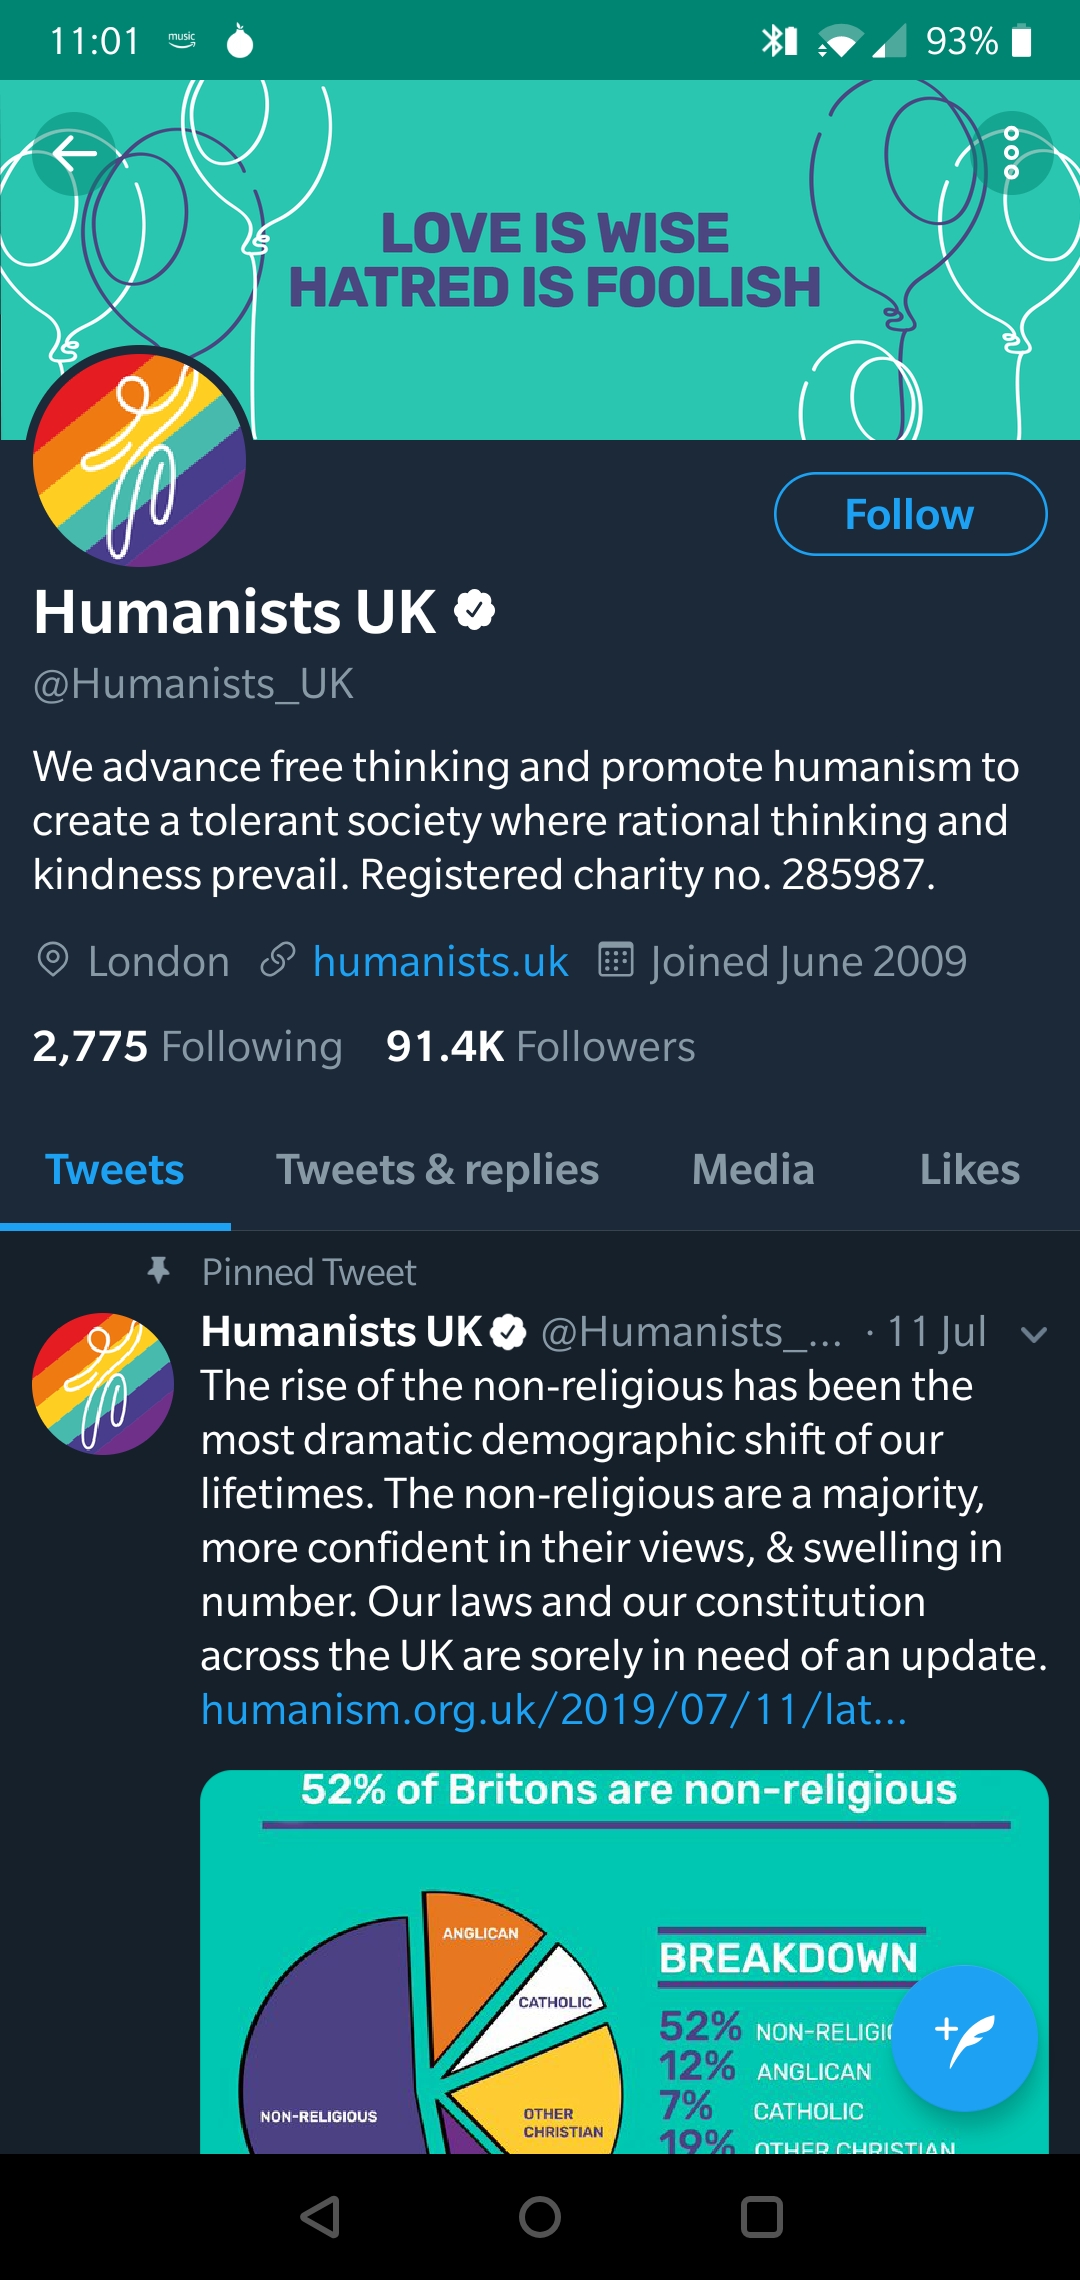 11:01 music 93%
LOVE IS WISE
HATRED IS FOOLISH
Follow
Humanists UK
@Humanists_UK
We advance free thinking and promote humanism to
create a tolerant society where rational thinking and
kindness prevail. Registered charity no. 285987.
London humanists.uk Joined June 2009
2,775 Following 91.4K Followers
Tweets Tweets & replies Media Likes
Pinned Tweet
Humanists UK @Humanists_... · 11 Jul
The rise of the non-religious has been the
most dramatic demographic shift of our
lifetimes. The non-religious are a majority,
more confident in their views, & swelling in
number. Our laws and our constitution
across the UK are sorely in need of an update.
humanism.org.uk/2019/07/11/lat...
52% of Britons are non-religious
ANGLICAN
CATHOLIC
OTHER
CHRISTIAN
NON-RELIGIOUS
BREAKDOWN
52% NON-RELIGI
12% ANGLICAN
7% CATHOLIC
19% OTHER CHRISTIAN